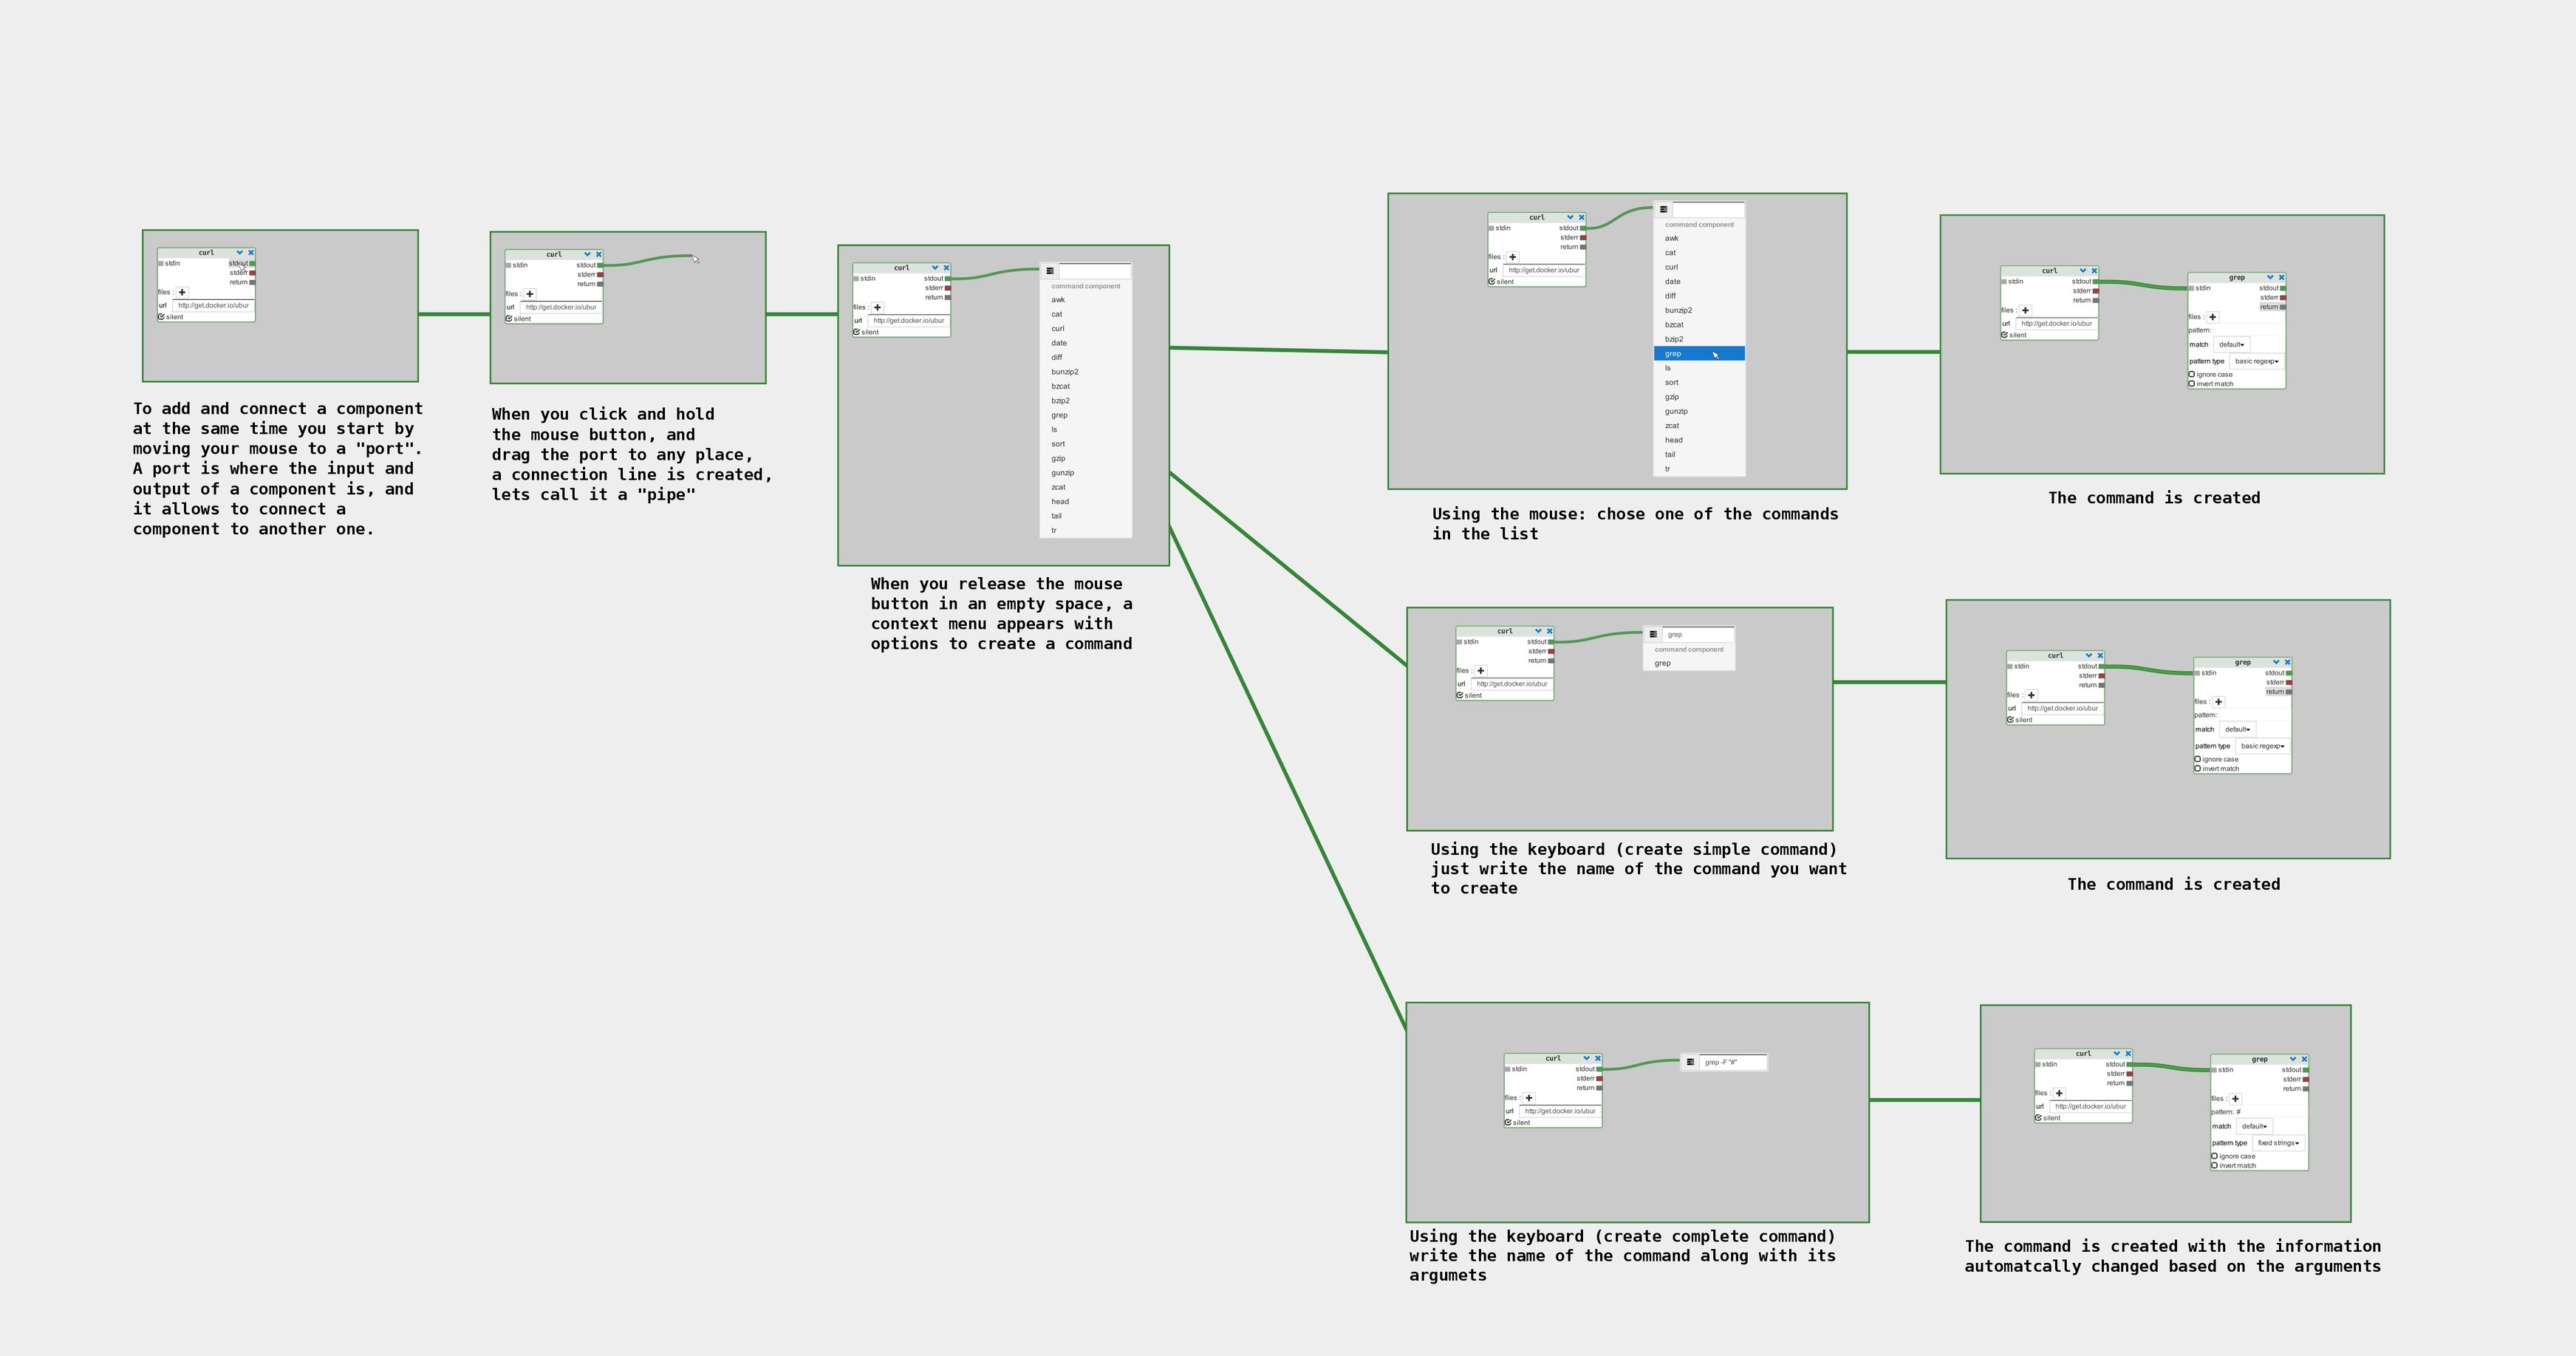 curl
stdin stdout
stderr
return
files :
url http://get.docker.io/ubur
silent
To add and connect a component
at the same time you start by
moving your mouse to a "port".
A port is where the input and
output of a component is, and
it allows to connect a
component to another one.
curl
stdin stdout
stderr
return
files :
url http://get.docker.io/ubur
silent
When you click and hold
the mouse button, and
drag the port to any place,
a connection line is created,
lets call it a "pipe"
curl
stdin stdout
stderr
return
files :
url http://get.docker.io/ubur
silent
command component
awk
cat
curl
date
diff
bunzip2
bzcat
bzip2
grep
ls
sort
gzip
gunzip
zcat
head
tail
tr
When you release the mouse
button in an empty space, a
context menu appears with
options to create a command
curl
stdin stdout
stderr
return
files :
url http://get.docker.io/ubur
silent
command component
awk
cat
curl
date
diff
bunzip2
bzcat
bzip2
grep
ls
sort
gzip
gunzip
zcat
head
tail
tr
Using the mouse: chose one of the commands
in the list
curl
stdin stdout
stderr
return
files :
url http://get.docker.io/ubur
silent
grep
stdin stdout
stderr
return
files :
pattern:
match default
pattern type basic regexp
ignore case
invert match
The command is created
curl
stdin stdout
stderr
return
files :
url http://get.docker.io/ubur
silent
grep
command component
grep
Using the keyboard (create simple command)
just write the name of the command you want
to create
curl
stdin stdout
stderr
return
files :
url http://get.docker.io/ubur
silent
grep
stdin stdout
stderr
return
files :
pattern:
match default
pattern type basic regexp
ignore case
invert match
The command is created
curl
stdin stdout
stderr
return
files :
url http://get.docker.io/ubur
silent
grep -F "#"
Using the keyboard (create complete command)
write the name of the command along with its
argumets
curl
stdin stdout
stderr
return
files :
url http://get.docker.io/ubur
silent
grep
stdin stdout
stderr
return
files :
pattern: #
match default
pattern type fixed strings
ignore case
invert match
The command is created with the information
automatcally changed based on the arguments